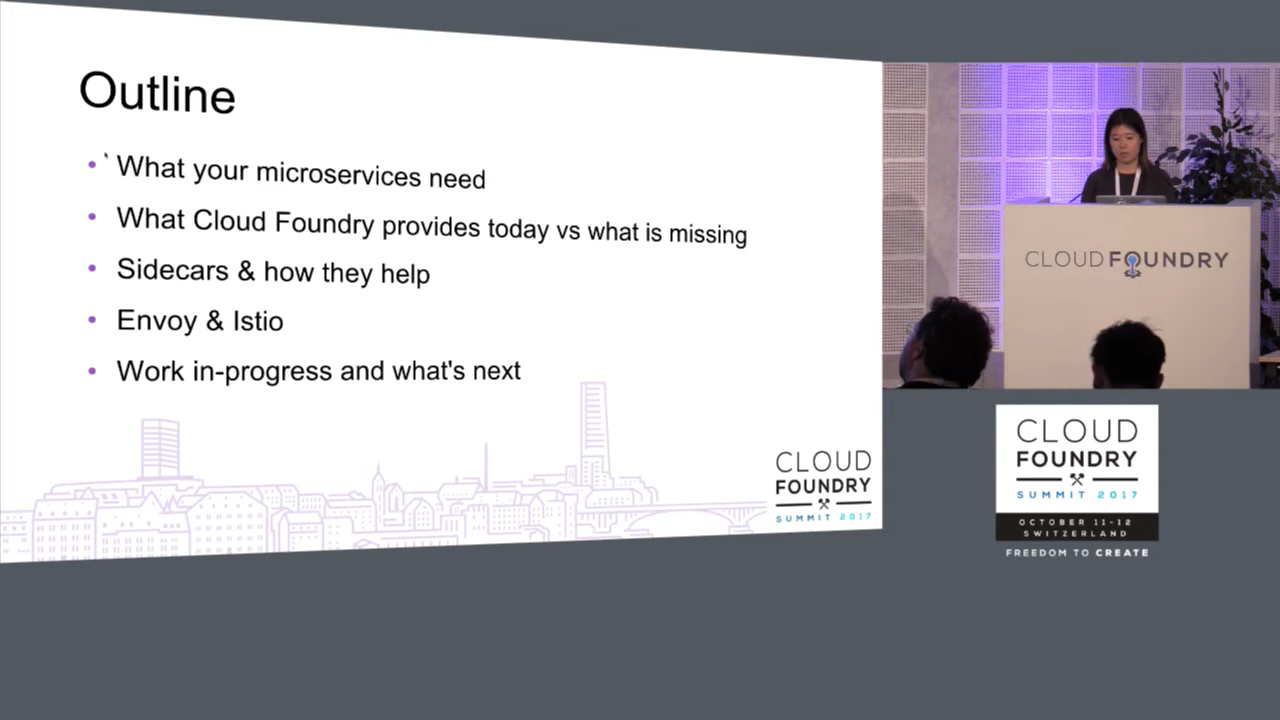 Outline
What your microservices need
What Cloud Foundry provides today vs what is missing
Sidecars & how they help
Envoy & Istio
Work in-progress and what's next
CLOUD
FOUNDRY
SUMMIT 2017
CLOUD FOUNDRY
CLOUD
FOUNDRY
SUMMIT 2017
OCTOBER 11-12
SWITZERLAND
FREEDOM TO CREATE